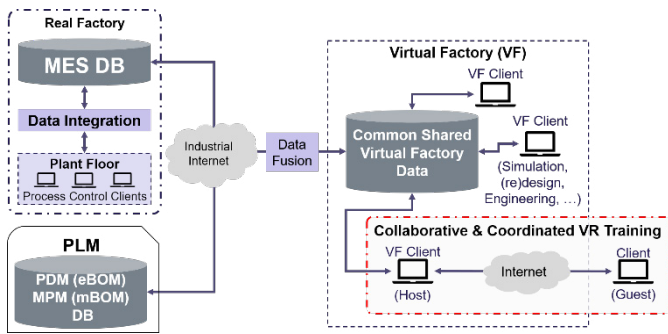 Real Factory
MES DB
Data Integration
Plant Floor
Process Control Clients
PLM
PDM (eBOM)
MPM (mBOM)
DB
Industrial
Internet
Data
Fusion
Virtual Factory (VF)
VF Client
Common Shared
Virtual Factory
Data
VF Client
(Simulation,
(re)design,
Engineering, ...)
Collaborative & Coordinated VR Training
VF Client
(Host)
Internet
Client
(Guest)